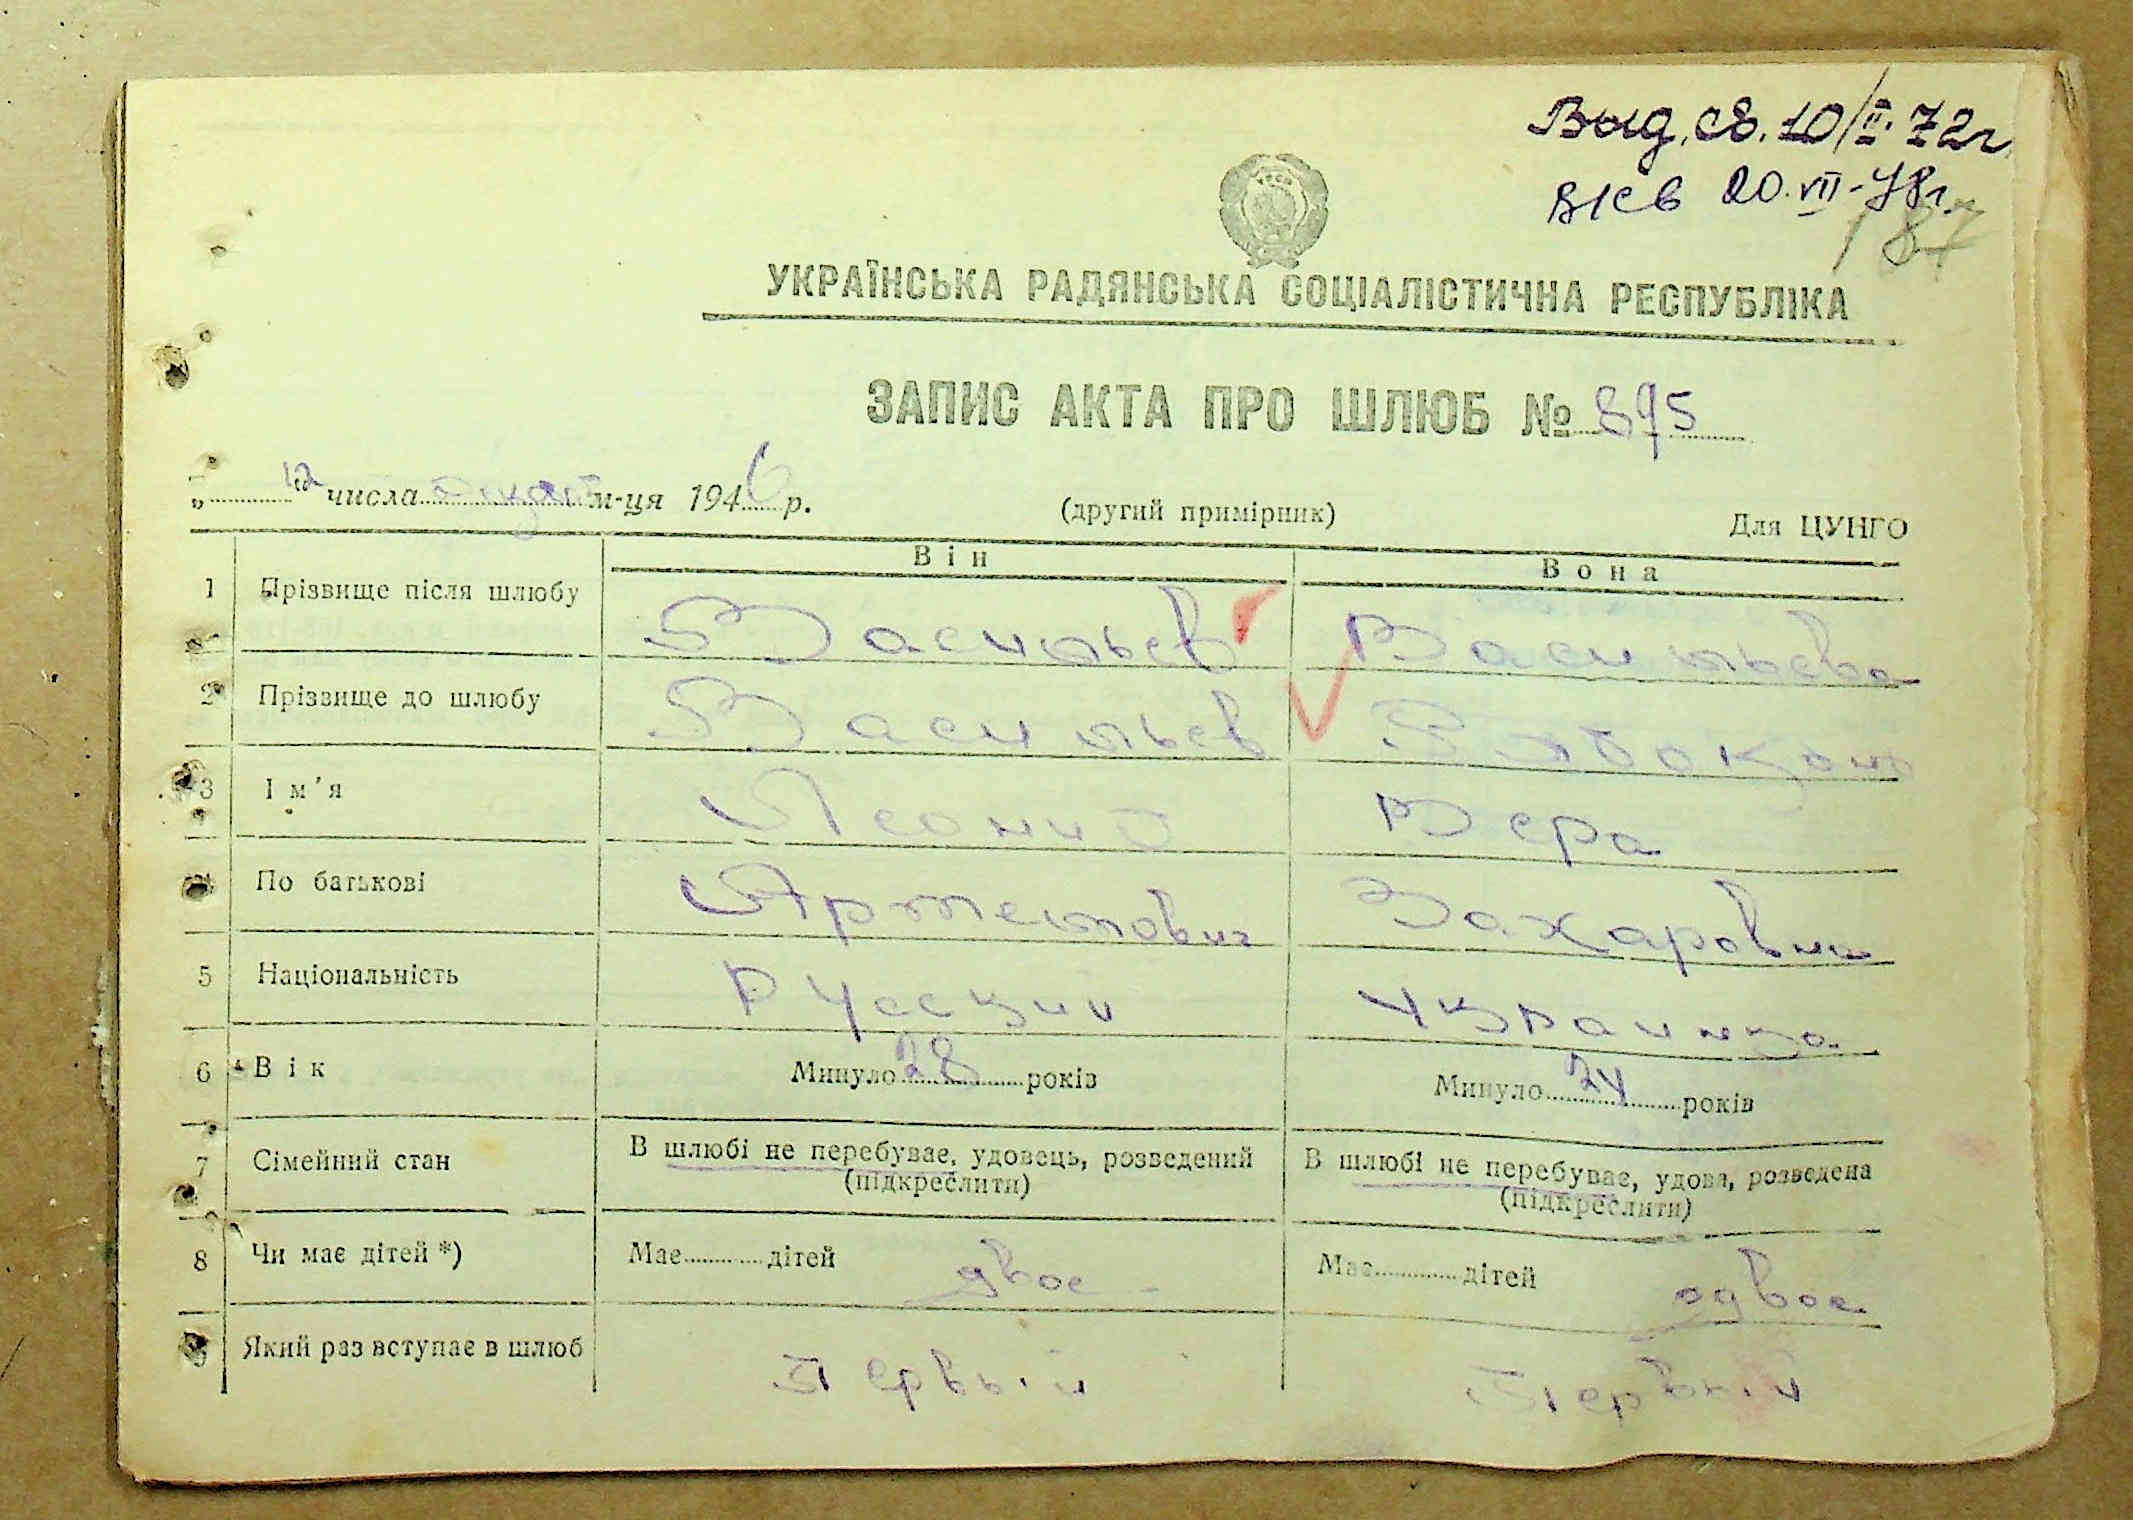 Выд. св. 10/II. 72г.
20.VII-78г.
187
УКРАЇНСЬКА РАДЯНСЬКА СОЦІАЛІСТИЧНА РЕСПУБЛІКА
ЗАПИС АКТА ПРО ШЛЮБ № 895
„ 12 “ числа м-ця 1946 р. (другий примірник) Для ЦУНГО
Він Вона
1 Прізвище після шлюбу Васильев Васильева
2 Прізвище до шлюбу Васильев Рябоконь
3 Ім'я Леонид Вера
4 По батькові Артемович Захаровна
5 Національність Русский Украинка
6 Вік Минуло 28 років Минуло 24 років
7 Сімейний стан В шлюбі не перебуває, удовець, розведений В шлюбі не перебуває, удова, розведена
(підкреслити) (підкреслити)
8 Чи має дітей *) Має дітей двое Має дітей двое
9 Який раз вступає в шлюб Первый Первый